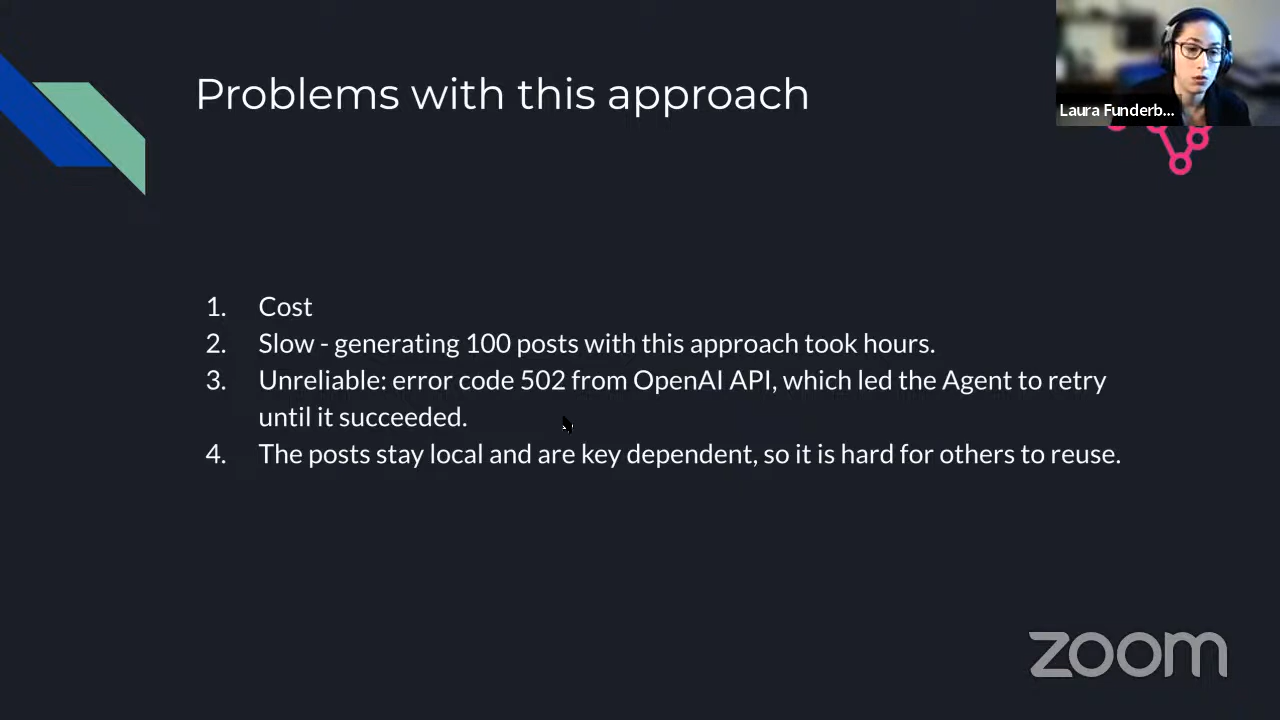 Problems with this approach
Laura Funderb...
1. Cost
2. Slow - generating 100 posts with this approach took hours.
3. Unreliable: error code 502 from OpenAI API, which led the Agent to retry
until it succeeded.
4. The posts stay local and are key dependent, so it is hard for others to reuse.
zoom